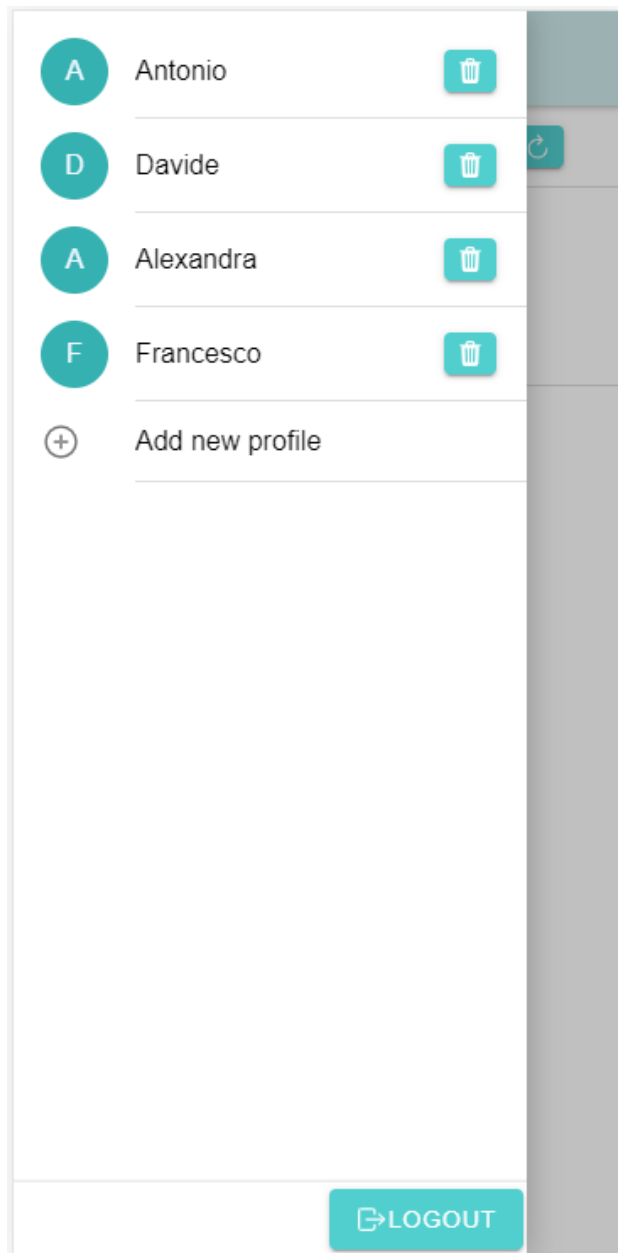 A Antonio
D Davide
A Alexandra
F Francesco
Add new profile
LOGOUT